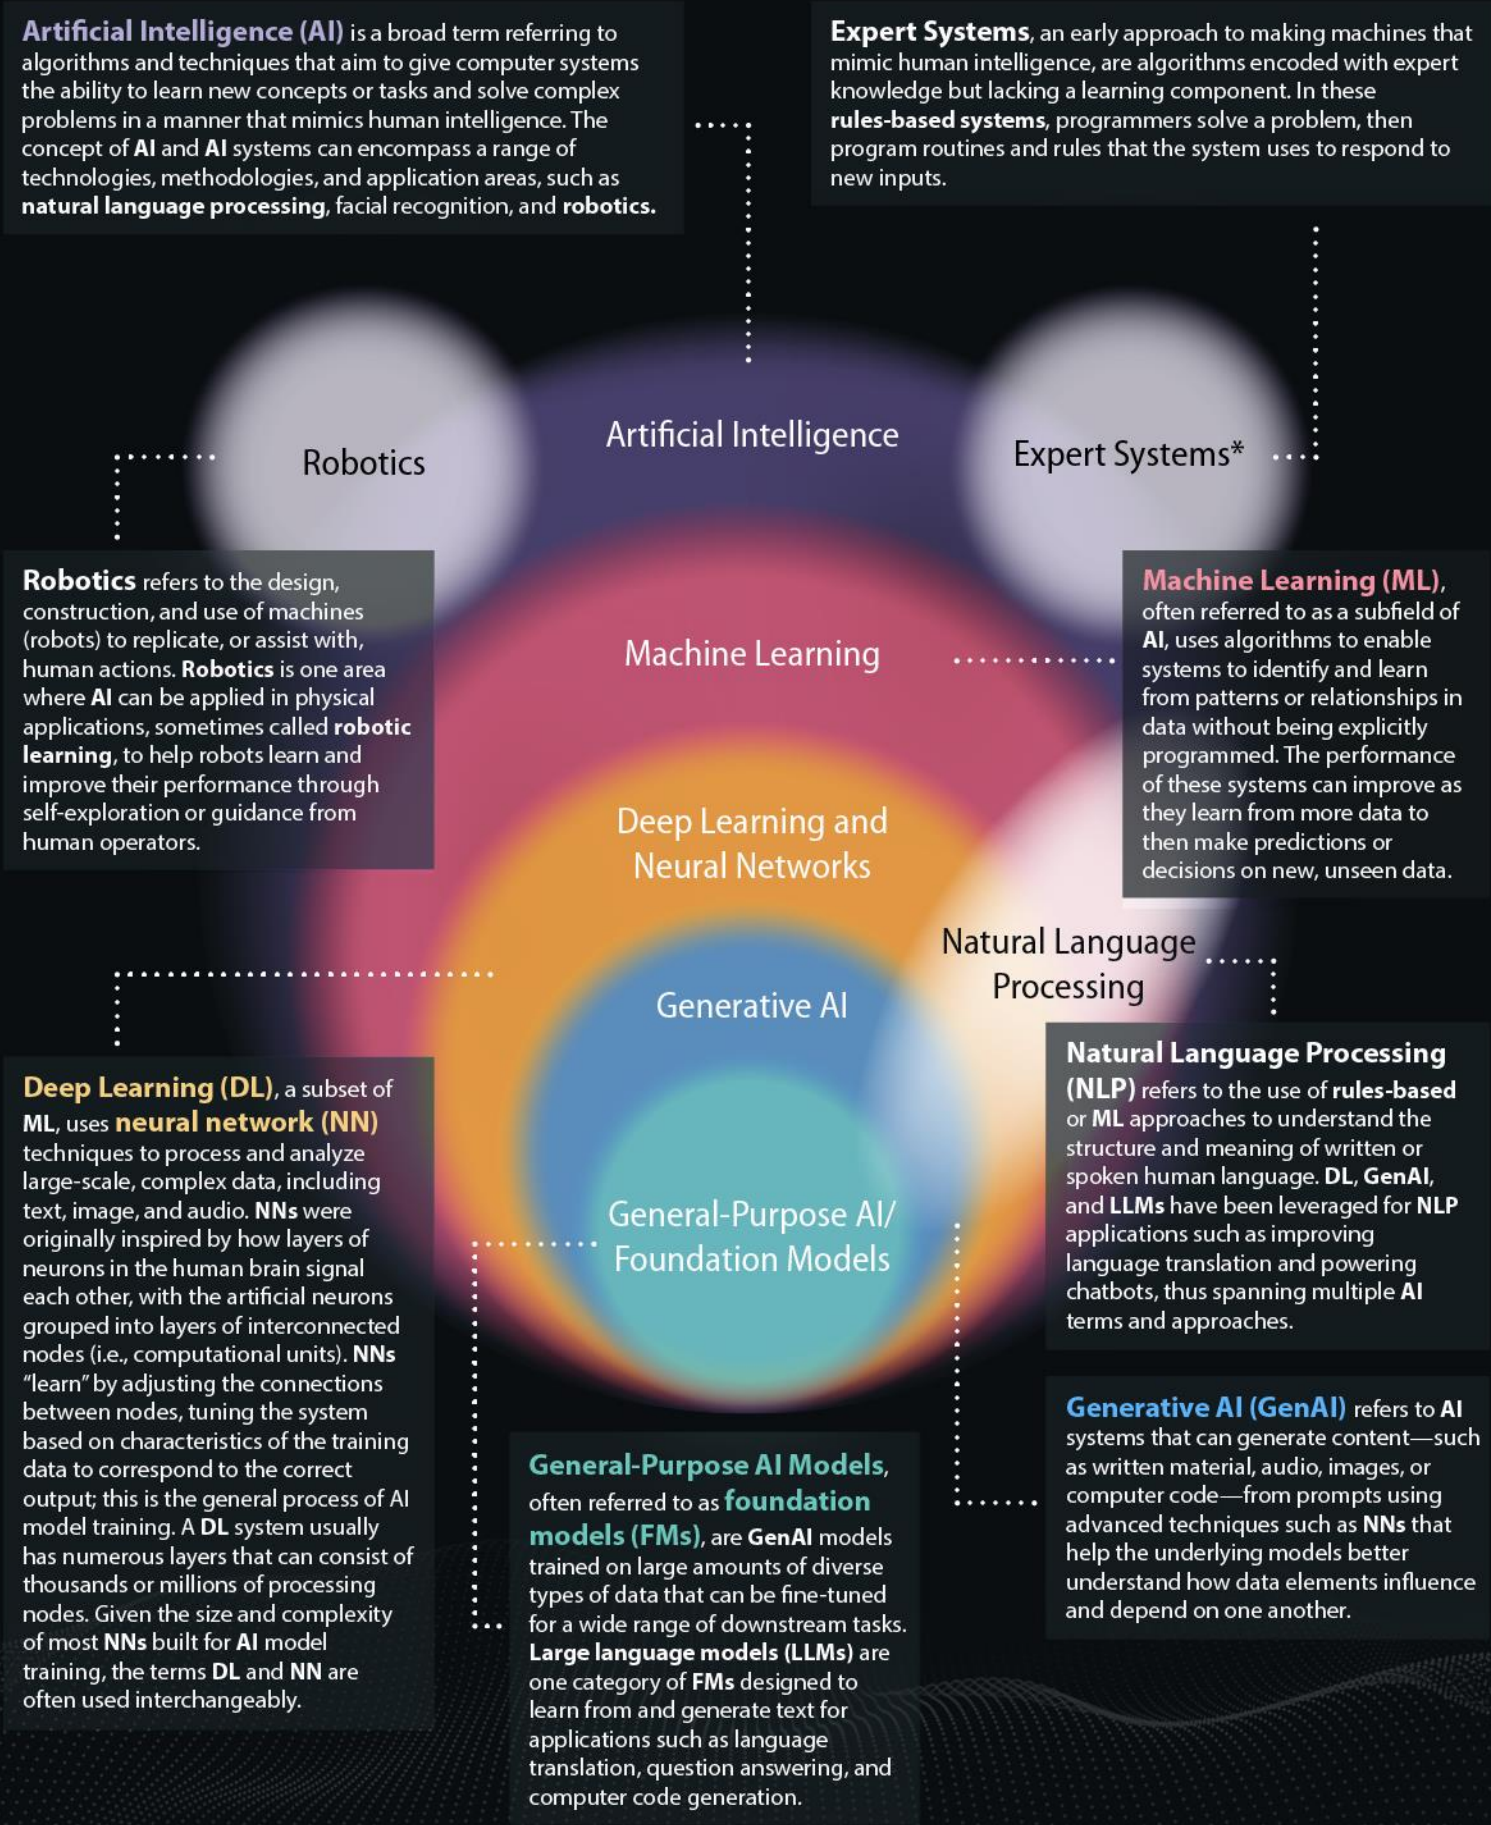 Artificial Intelligence (AI) is a broad term referring to
algorithms and techniques that aim to give computer systems
the ability to learn new concepts or tasks and solve complex
problems in a manner that mimics human intelligence. The
concept of AI and AI systems can encompass a range of
technologies, methodologies, and application areas, such as
natural language processing, facial recognition, and robotics.
Expert Systems, an early approach to making machines that
mimic human intelligence, are algorithms encoded with expert
knowledge but lacking a learning component. In these
rules-based systems, programmers solve a problem, then
program routines and rules that the system uses to respond to
new inputs.
Artificial Intelligence
Robotics
Expert Systems*
Robotics refers to the design,
construction, and use of machines
(robots) to replicate, or assist with,
human actions. Robotics is one area
where AI can be applied in physical
applications, sometimes called robotic
learning, to help robots learn and
improve their performance through
self-exploration or guidance from
human operators.
Machine Learning
Machine Learning (ML),
often referred to as a subfield of
AI, uses algorithms to enable
systems to identify and learn
from patterns or relationships in
data without being explicitly
programmed. The performance
of these systems can improve as
they learn from more data to
then make predictions or
decisions on new, unseen data.
Deep Learning and
Neural Networks
Natural Language
Processing
Generative AI
General-Purpose AI/
Foundation Models
Deep Learning (DL), a subset of
ML, uses neural network (NN)
techniques to process and analyze
large-scale, complex data, including
text, image, and audio. NNs were
originally inspired by how layers of
neurons in the human brain signal
each other, with the artificial neurons
grouped into layers of interconnected
nodes (i.e., computational units). NNs
"learn" by adjusting the connections
between nodes, tuning the system
based on characteristics of the training
data to correspond to the correct
output; this is the general process of AI
model training. A DL system usually
has numerous layers that can consist of
thousands or millions of processing
nodes. Given the size and complexity
of most NNs built for AI model
training, the terms DL and NN are
often used interchangeably.
Natural Language Processing
(NLP) refers to the use of rules-based
or ML approaches to understand the
structure and meaning of written or
spoken human language. DL, GenAI,
and LLMs have been leveraged for NLP
applications such as improving
language translation and powering
chatbots, thus spanning multiple AI
terms and approaches.
Generative AI (GenAI) refers to AI
systems that can generate content—such
as written material, audio, images, or
computer code—from prompts using
advanced techniques such as NNs that
help the underlying models better
understand how data elements influence
and depend on one another.
General-Purpose AI Models,
often referred to as foundation
models (FMs), are GenAI models
trained on large amounts of diverse
types of data that can be fine-tuned
for a wide range of downstream tasks.
Large language models (LLMs) are
one category of FMs designed to
learn from and generate text for
applications such as language
translation, question answering, and
computer code generation.